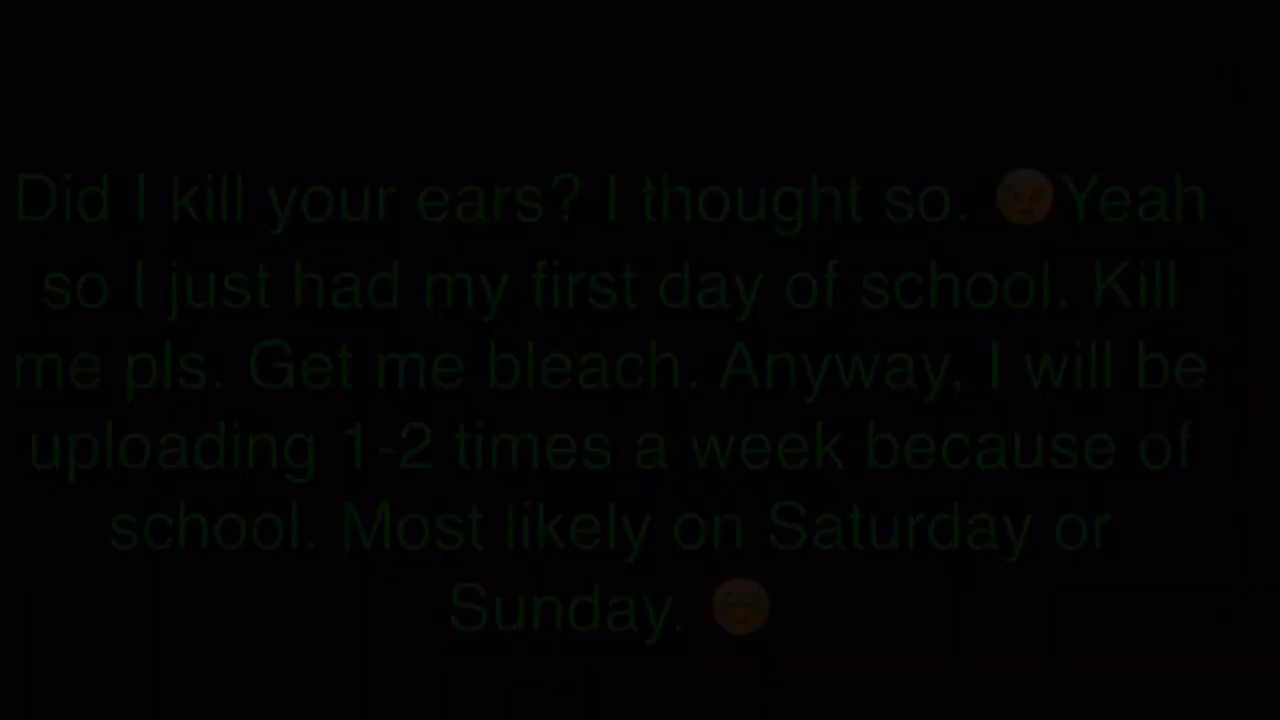 Did I kill your ears? I thought so. 😕Yeah
so I just had my first day of school. Kill
me pls. Get me bleach. Anyway, I will be
uploading 1-2 times a week because of
school. Most likely on Saturday or
Sunday. 😅